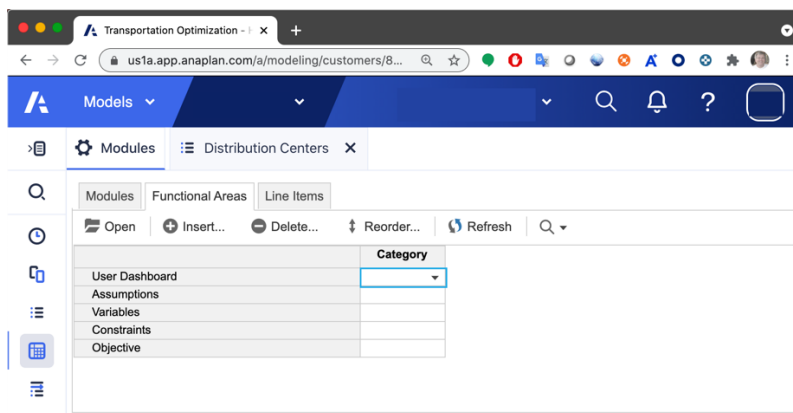 Transportation Optimization - H
us1a.app.anaplan.com/a/modeling/customers/8...
Models
?
Modules
Distribution Centers
Modules Functional Areas Line Items
Open Insert... Delete... Reorder... Refresh
Category
User Dashboard
Assumptions
Variables
Constraints
Objective